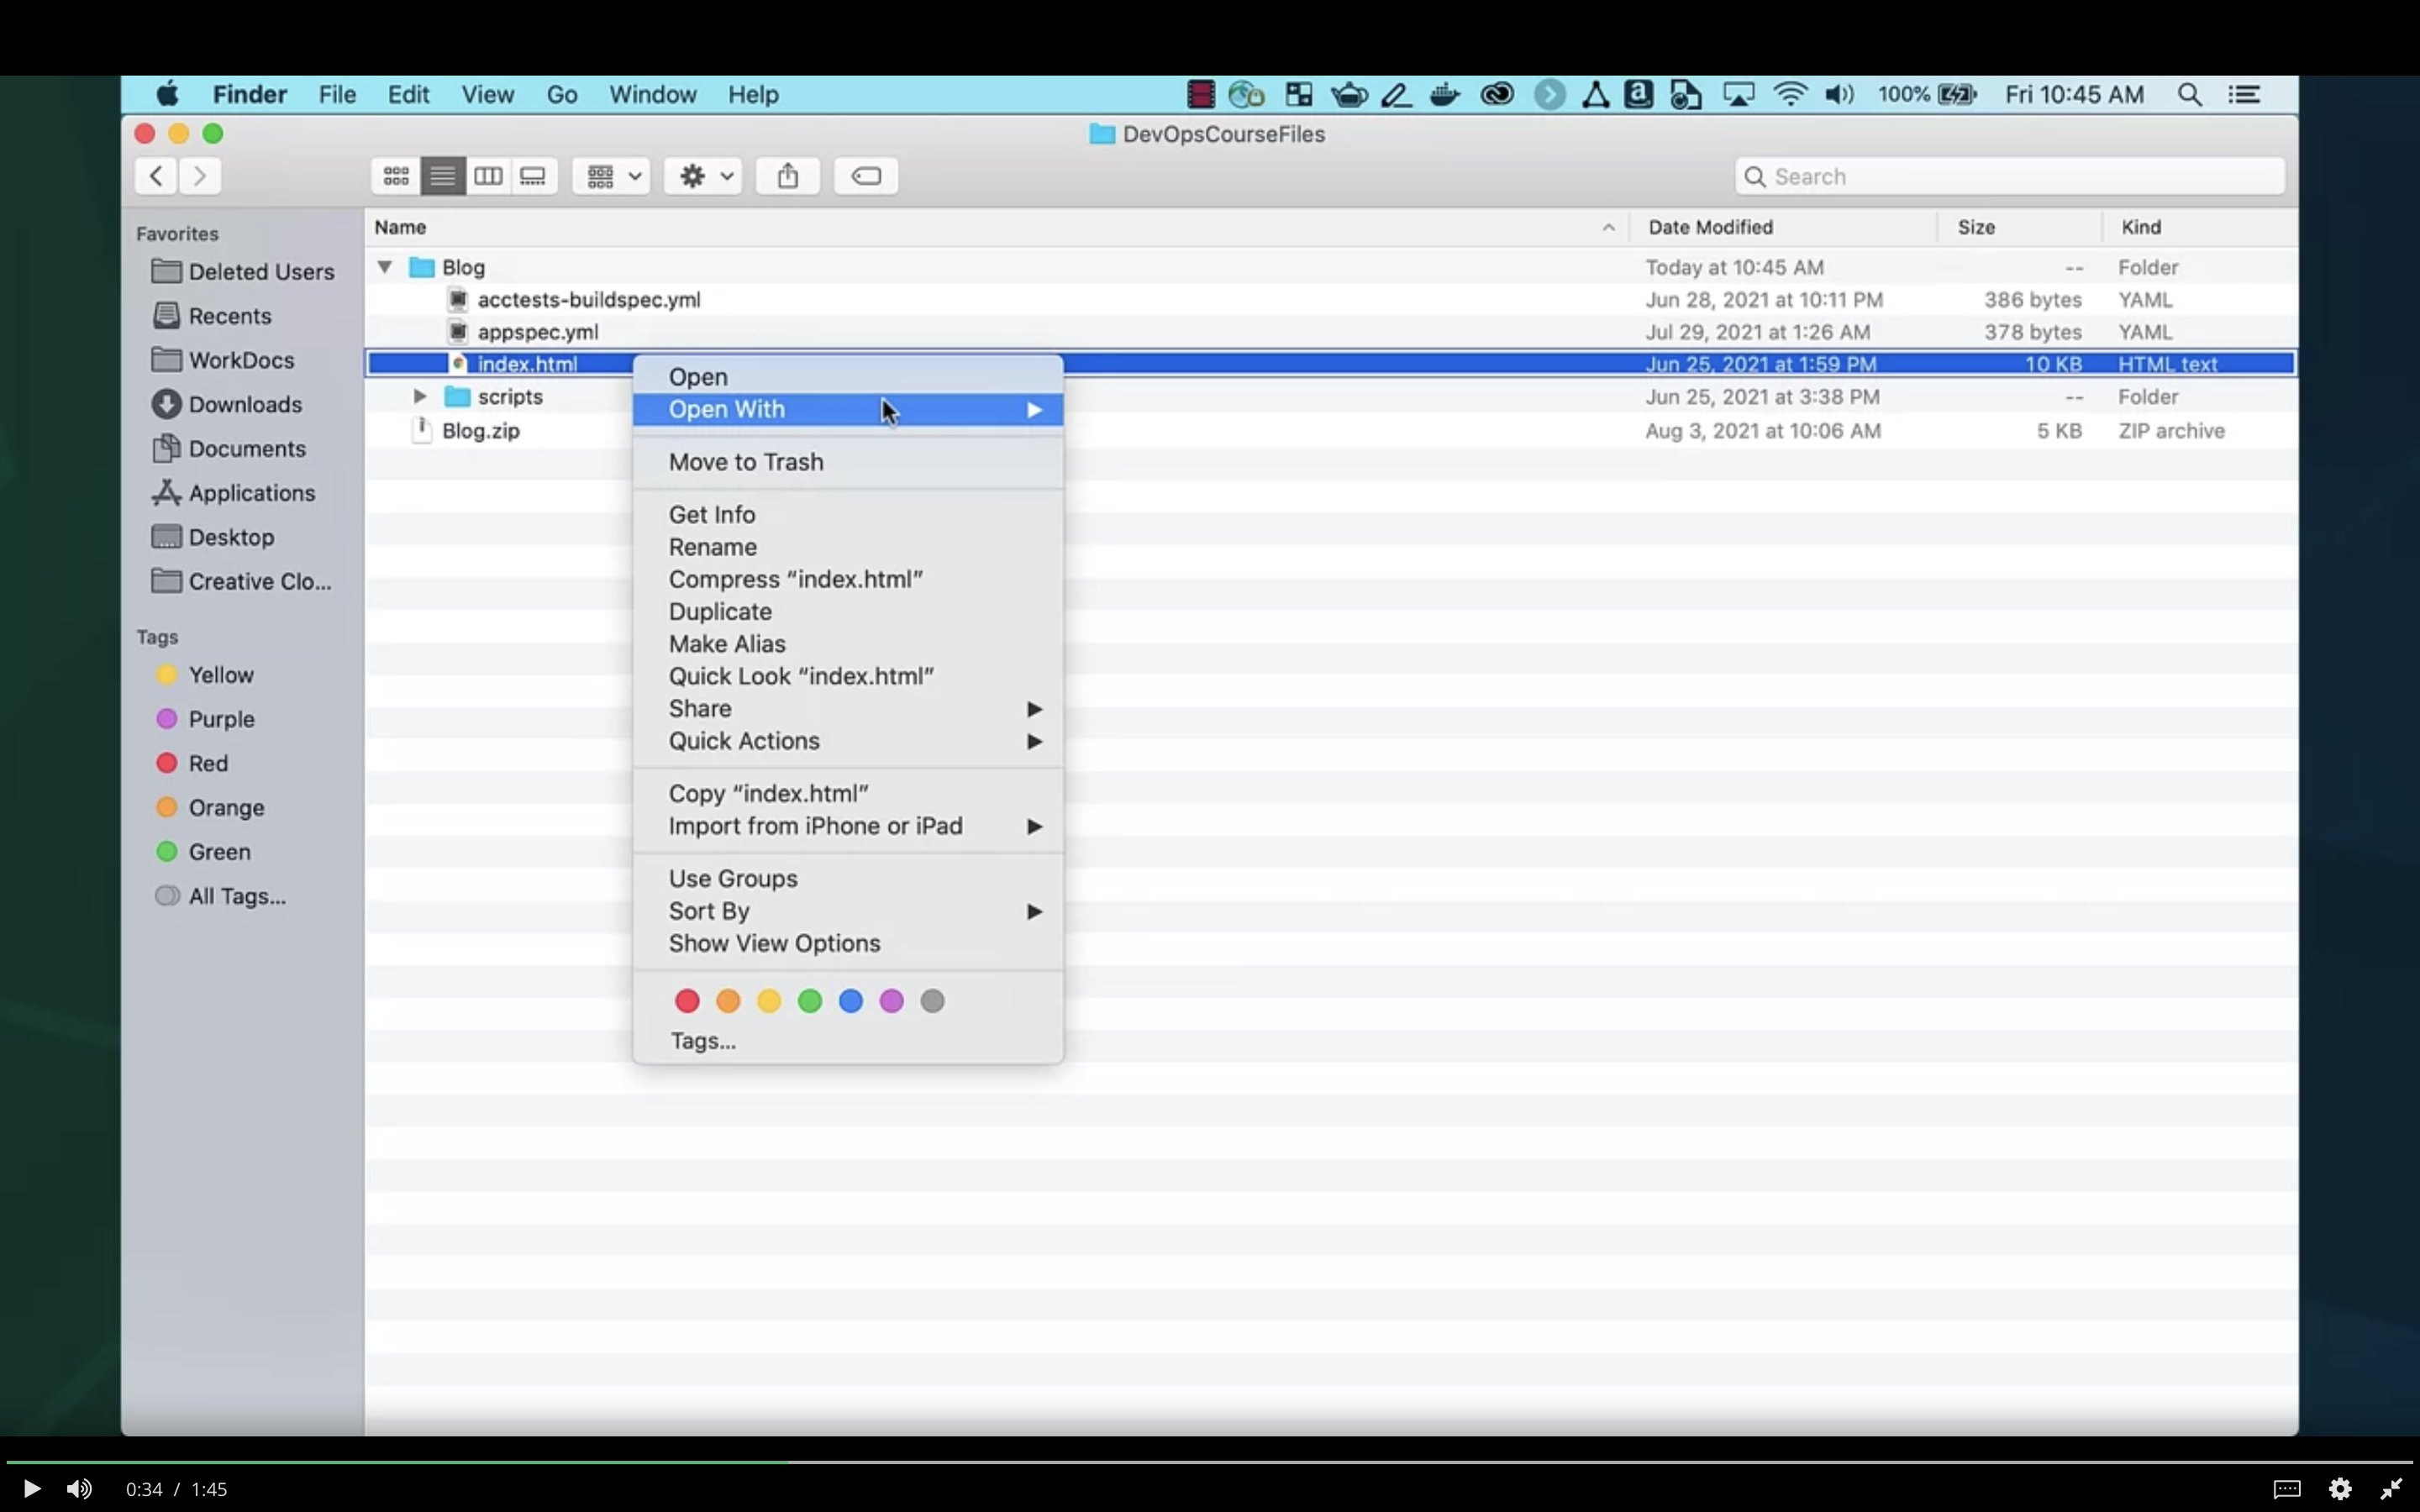 Finder File Edit View Go Window Help 100% Fri 10:45 AM
DevOpsCourseFiles
Search
Favorites
Deleted Users
Recents
WorkDocs
Downloads
Documents
Applications
Desktop
Creative Clo...
Tags
Yellow
Purple
Red
Orange
Green
All Tags...
Name Date Modified Size Kind
Blog Today at 10:45 AM -- Folder
acctests-buildspec.yml Jun 28, 2021 at 10:11 PM 386 bytes YAML
appspec.yml Jul 29, 2021 at 1:26 AM 378 bytes YAML
index.html Jun 25, 2021 at 1:59 PM 10 KB HTML text
scripts Jun 25, 2021 at 3:38 PM -- Folder
Blog.zip Aug 3, 2021 at 10:06 AM 5 KB ZIP archive
Open
Open With
Move to Trash
Get Info
Rename
Compress “index.html”
Duplicate
Make Alias
Quick Look “index.html”
Share
Quick Actions
Copy “index.html”
Import from iPhone or iPad
Use Groups
Sort By
Show View Options
Tags...
0:34 / 1:45